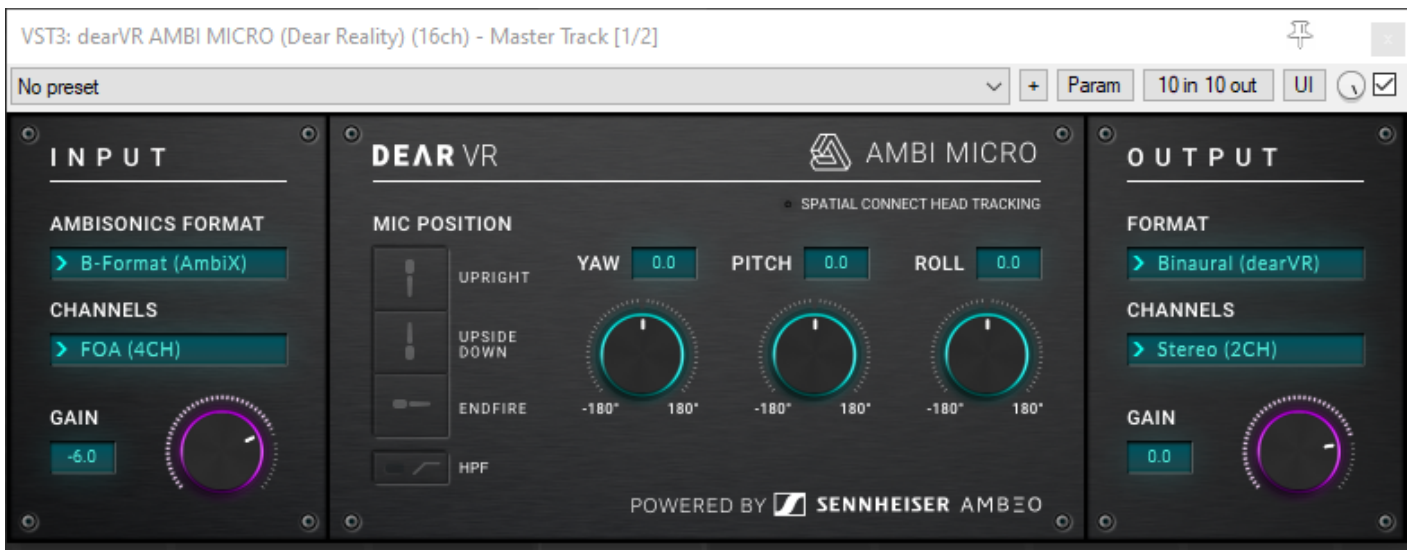 VST3: dearVR AMBI MICRO (Dear Reality) (16ch) - Master Track [1/2]
x
No preset
+
Param
10 in 10 out
UI
INPUT
AMBISONICS FORMAT
B-Format (AmbiX)
CHANNELS
FOA (4CH)
GAIN
-6.0
DEAR VR
AMBI MICRO
SPATIAL CONNECT HEAD TRACKING
MIC POSITION
UPRIGHT
UPSIDE
DOWN
ENDFIRE
HPF
YAW 0.0
-180° 180°
PITCH 0.0
-180° 180°
ROLL 0.0
-180° 180°
POWERED BY SENNHEISER AMBEO
OUTPUT
FORMAT
Binaural (dearVR)
CHANNELS
Stereo (2CH)
GAIN
0.0